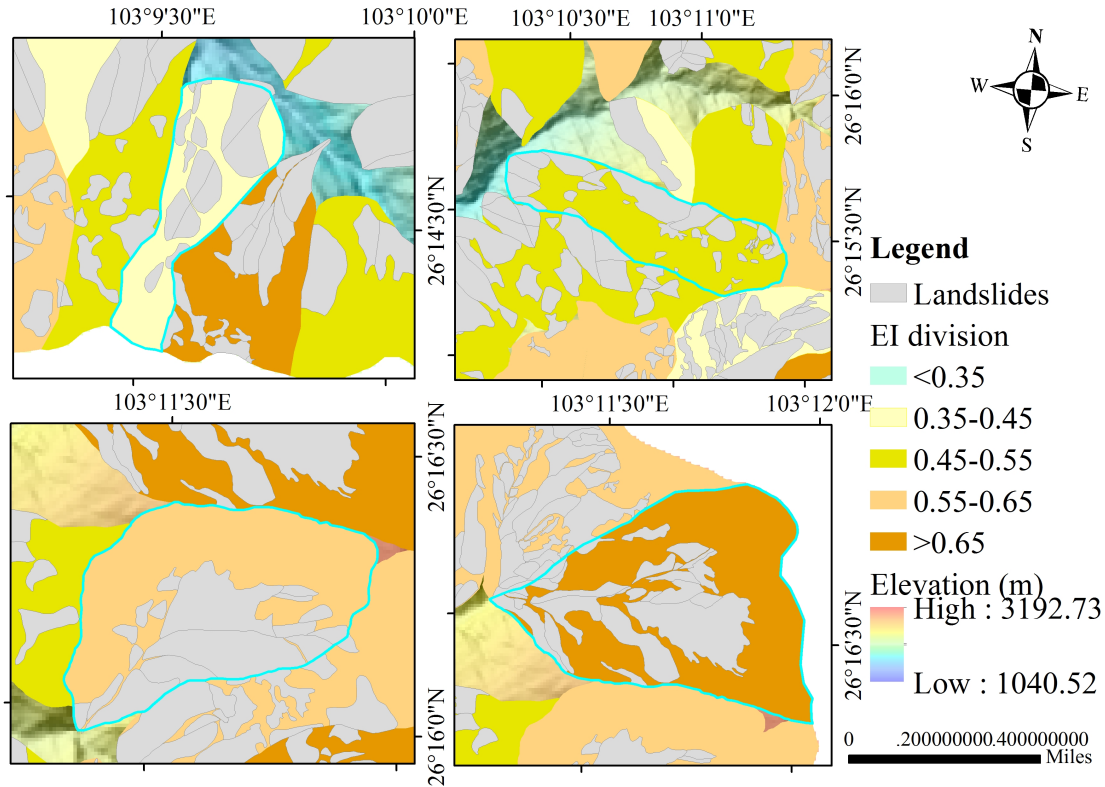 103°9'30"E
103°10'0"E
103°10'30"E
103°11'0"E
26°14'30"N
26°16'0"N
26°15'30"N
N
W
E
S
Legend
Landslides
EI division
<0.35
0.35-0.45
0.45-0.55
0.55-0.65
>0.65
Elevation (m)
High : 3192.73
Low : 1040.52
0
.200000000
.400000000
Miles
103°11'30"E
103°11'30"E
103°12'0"E
26°16'30"N
26°16'0"N
26°16'30"N